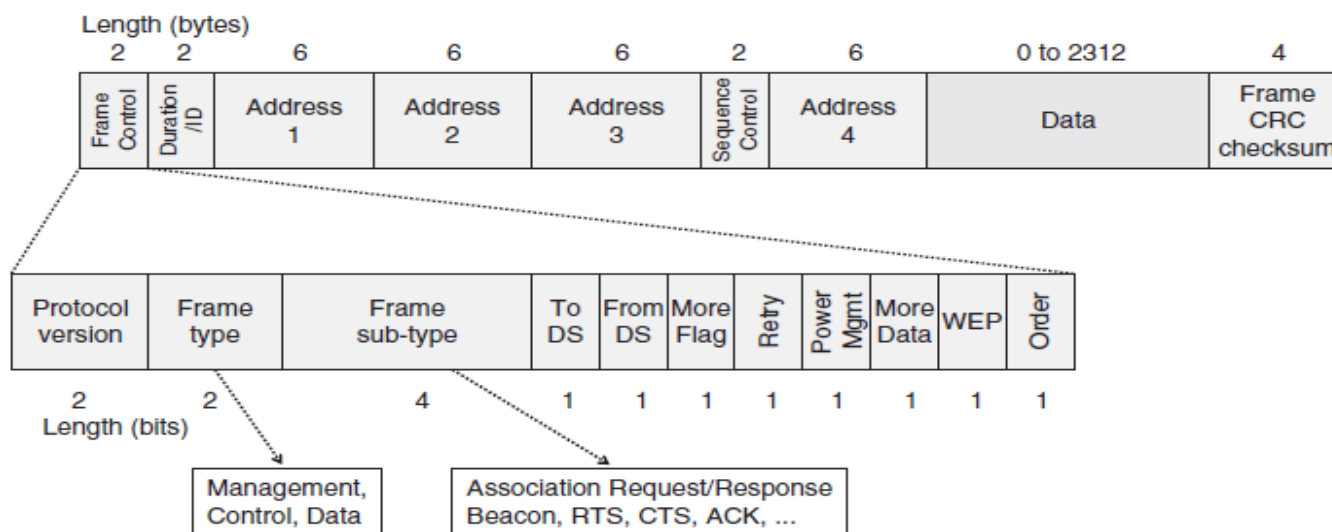 Length (bytes)
2 2 6 6 6 2 6 0 to 2312 4
Frame
Control
Duration
/ID
Address
1
Address
2
Address
3
Sequence
Control
Address
4
Data
Frame
CRC
checksum
Protocol
version
Frame
type
Frame
sub-type
To
DS
From
DS
More
Flag
Retry
Power
Mgmt
More
Data
WEP
Order
2 2 4 1 1 1 1 1 1 1 1
Length (bits)
Management,
Control, Data
Association Request/Response
Beacon, RTS, CTS, ACK, ...